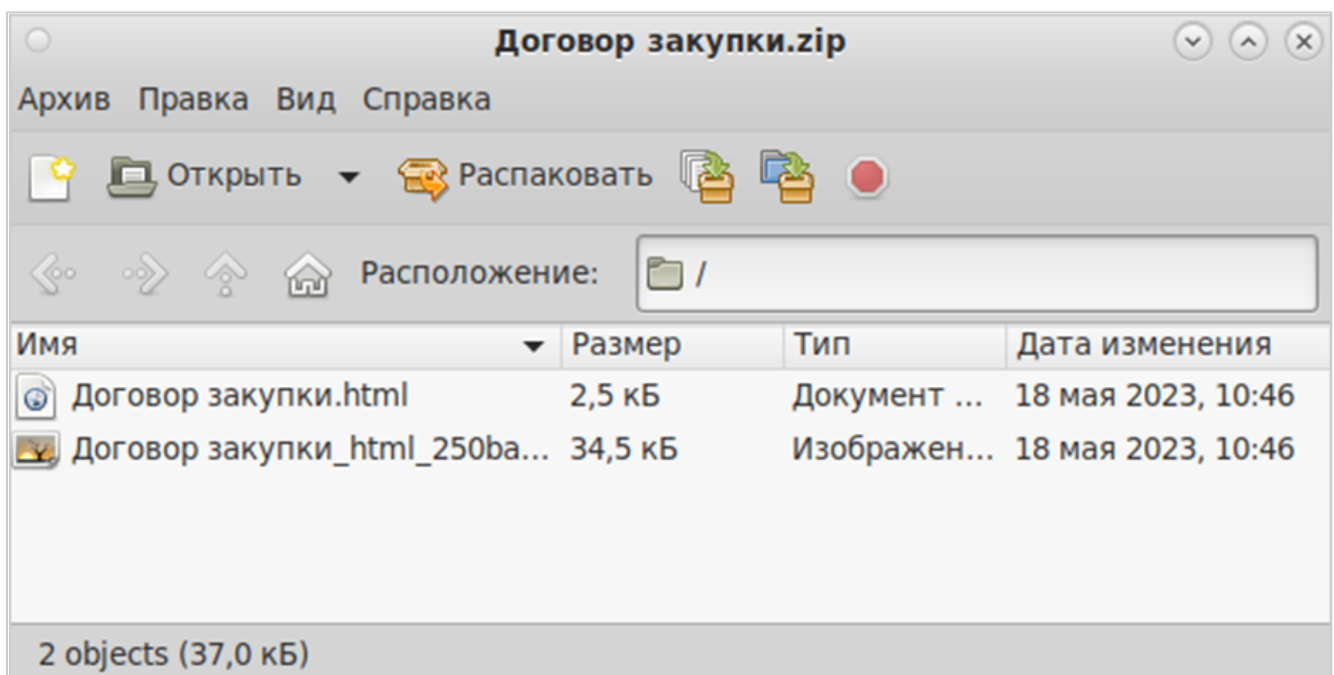 Договор закупки.zip
Архив Правка Вид Справка
Открыть Распаковать
Расположение: /
Имя Размер Тип Дата изменения
Договор закупки.html 2,5 кБ Документ ... 18 мая 2023, 10:46
Договор закупки_html_250ba... 34,5 кБ Изображен... 18 мая 2023, 10:46
2 objects (37,0 кБ)